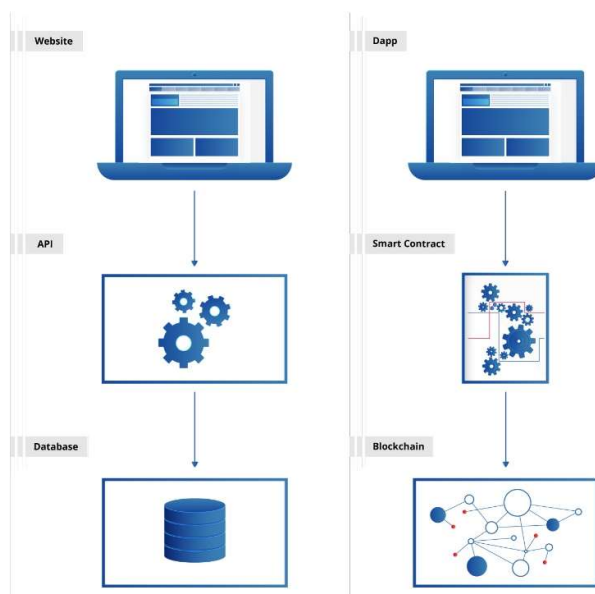 Website
Dapp
API
Smart Contract
Database
Blockchain